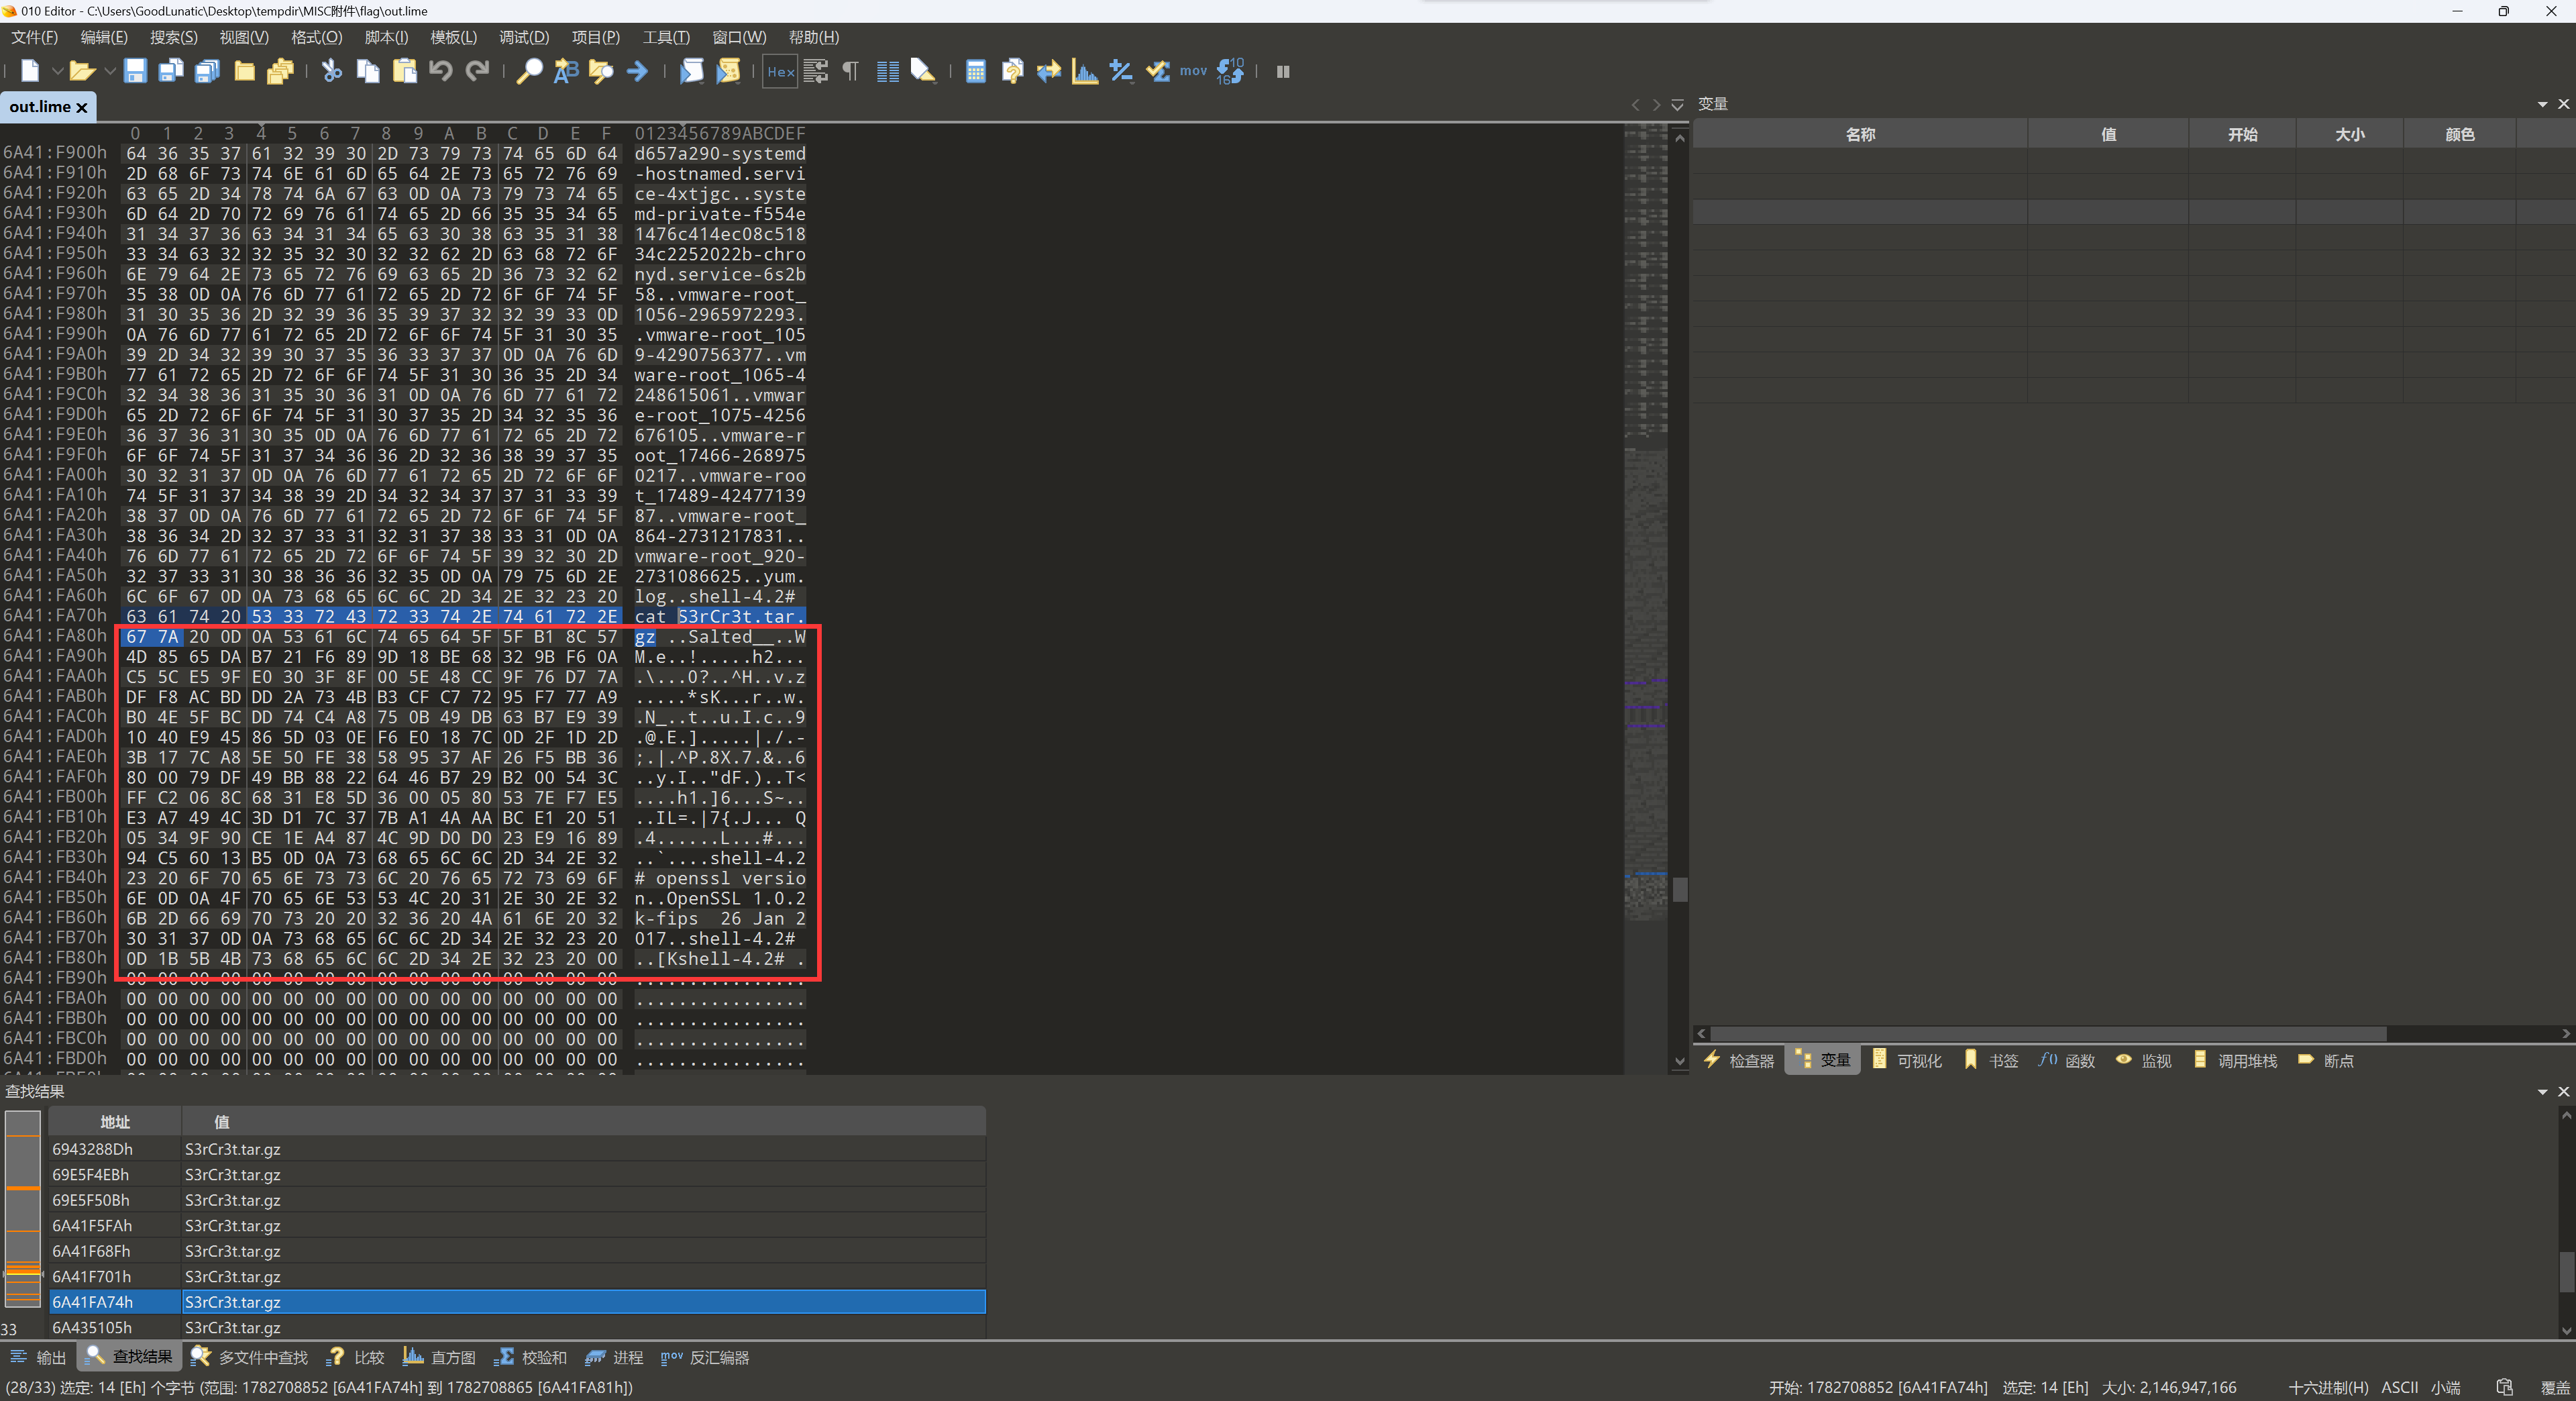 010 Editor - C:\Users\GoodLunatic\Desktop\tempdir\MISC附件\flag\out.lime
文件(F) 编辑(E) 搜索(S) 视图(V) 格式(O) 脚本(I) 模板(L) 调试(D) 项目(P) 工具(T) 窗口(W) 帮助(H)
Hex mov
out.lime
0 1 2 3 4 5 6 7 8 9 A B C D E F 0123456789ABCDEF
6A41:F900h 64 36 35 37 61 32 39 30 2D 73 79 73 74 65 6D 64 d657a290-systemd
6A41:F910h 2D 68 6F 73 74 6E 61 6D 65 64 2E 73 65 72 76 69 -hostnamed.servi
6A41:F920h 63 65 2D 34 78 74 6A 67 63 0D 0A 73 79 73 74 65 ce-4xtjgc..syste
6A41:F930h 6D 64 2D 70 72 69 76 61 74 65 2D 66 35 35 34 65 md-private-f554e
6A41:F940h 31 34 37 36 63 34 31 34 65 63 30 38 63 35 31 38 1476c414ec08c518
6A41:F950h 33 34 63 32 32 35 32 30 32 32 62 2D 63 68 72 6F 34c2252022b-chro
6A41:F960h 6E 79 64 2E 73 65 72 76 69 63 65 2D 36 73 32 62 nyd.service-6s2b
6A41:F970h 35 38 0D 0A 76 6D 77 61 72 65 2D 72 6F 6F 74 5F 58..vmware-root_
6A41:F980h 31 30 35 36 2D 32 39 36 35 39 37 32 32 39 33 0D 1056-2965972293.
6A41:F990h 0A 76 6D 77 61 72 65 2D 72 6F 6F 74 5F 31 30 35 .vmware-root_105
6A41:F9A0h 39 2D 34 32 39 30 37 35 36 33 37 37 0D 0A 76 6D 9-4290756377..vm
6A41:F9B0h 77 61 72 65 2D 72 6F 6F 74 5F 31 30 36 35 2D 34 ware-root_1065-4
6A41:F9C0h 32 34 38 36 31 35 30 36 31 0D 0A 76 6D 77 61 72 248615061..vmwar
6A41:F9D0h 65 2D 72 6F 6F 74 5F 31 30 37 35 2D 34 32 35 36 e-root_1075-4256
6A41:F9E0h 36 37 36 31 30 35 0D 0A 76 6D 77 61 72 65 2D 72 676105..vmware-r
6A41:F9F0h 6F 6F 74 5F 31 37 34 36 36 2D 32 36 38 39 37 35 oot_17466-268975
6A41:FA00h 30 32 31 37 0D 0A 76 6D 77 61 72 65 2D 72 6F 6F 0217..vmware-roo
6A41:FA10h 74 5F 31 37 34 38 39 2D 34 32 34 37 37 31 33 39 t_17489-42477139
6A41:FA20h 38 37 0D 0A 76 6D 77 61 72 65 2D 72 6F 6F 74 5F 87..vmware-root_
6A41:FA30h 38 36 34 2D 32 37 33 31 32 31 37 38 33 31 0D 0A 864-2731217831..
6A41:FA40h 76 6D 77 61 72 65 2D 72 6F 6F 74 5F 39 32 30 2D vmware-root_920-
6A41:FA50h 32 37 33 31 30 38 36 36 32 35 0D 0A 79 75 6D 2E 2731086625..yum.
6A41:FA60h 6C 6F 67 0D 0A 73 68 65 6C 6C 2D 34 2E 32 23 20 log..shell-4.2#
6A41:FA70h 63 61 74 20 53 33 72 43 72 33 74 2E 74 61 72 2E cat S3rCr3t.tar.
6A41:FA80h 67 7A 20 0D 0A 53 61 6C 74 65 64 5F 5F B1 8C 57 gz ..Salted__..W
6A41:FA90h 4D 85 65 DA B7 21 F6 89 9D 18 BE 68 32 9B F6 0A M.e..!.....h2...
6A41:FAA0h C5 5C E5 9F E0 30 3F 8F 00 5E 48 CC 9F 76 D7 7A .\...0?..^H..v.z
6A41:FAB0h DF F8 AC BD DD 2A 73 4B B3 CF C7 72 95 F7 77 A9 .....*sK...r..w.
6A41:FAC0h B0 4E 5F BC DD 74 C4 A8 75 0B 49 DB 63 B7 E9 39 .N_..t..u.I.c..9
6A41:FAD0h 10 40 E9 45 86 5D 03 0E F6 E0 18 7C 0D 2F 1D 2D .@.E.].....|./.-
6A41:FAE0h 3B 17 7C A8 5E 50 FE 38 58 95 37 AF 26 F5 BB 36 ;.|.^P.8X.7.&..6
6A41:FAF0h 80 00 79 DF 49 BB 88 22 64 46 B7 29 B2 00 54 3C ..y.I.."dF.)..T<
6A41:FB00h FF C2 06 8C 68 31 E8 5D 36 00 05 80 53 7E F7 E5 ....h1.]6...S~..
6A41:FB10h E3 A7 49 4C 3D D1 7C 37 7B A1 4A AA BC E1 20 51 ..IL=.|7{.J... Q
6A41:FB20h 05 34 9F 90 CE 1E A4 87 4C 9D D0 D0 23 E9 16 89 .4......L...#...
6A41:FB30h 94 C5 60 13 B5 0D 0A 73 68 65 6C 6C 2D 34 2E 32 ..`....shell-4.2
6A41:FB40h 23 20 6F 70 65 6E 73 73 6C 20 76 65 72 73 69 6F # openssl versio
6A41:FB50h 6E 0D 0A 4F 70 65 6E 53 53 4C 20 31 2E 30 2E 32 n..OpenSSL 1.0.2
6A41:FB60h 6B 2D 66 69 70 73 20 20 32 36 20 4A 61 6E 20 32 k-fips  26 Jan 2
6A41:FB70h 30 31 37 0D 0A 73 68 65 6C 6C 2D 34 2E 32 23 20 017..shell-4.2#
6A41:FB80h 0D 1B 5B 4B 73 68 65 6C 6C 2D 34 2E 32 23 20 00 ..[Kshell-4.2# .
6A41:FB90h 00 00 00 00 00 00 00 00 00 00 00 00 00 00 00 00 ................
6A41:FBA0h 00 00 00 00 00 00 00 00 00 00 00 00 00 00 00 00 ................
6A41:FBB0h 00 00 00 00 00 00 00 00 00 00 00 00 00 00 00 00 ................
6A41:FBC0h 00 00 00 00 00 00 00 00 00 00 00 00 00 00 00 00 ................
6A41:FBD0h 00 00 00 00 00 00 00 00 00 00 00 00 00 00 00 00 ................
变量
名称 值 开始 大小 颜色
检查器 变量 可视化 书签 函数 监视 调用堆栈 断点
查找结果
地址 值
6943288Dh S3rCr3t.tar.gz
69E5F4EBh S3rCr3t.tar.gz
69E5F50Bh S3rCr3t.tar.gz
6A41F5FAh S3rCr3t.tar.gz
6A41F68Fh S3rCr3t.tar.gz
6A41F701h S3rCr3t.tar.gz
6A41FA74h S3rCr3t.tar.gz
33 6A435105h S3rCr3t.tar.gz
输出 查找结果 多文件中查找 比较 直方图 校验和 进程 mov 反汇编器
(28/33) 选定: 14 [Eh] 个字节 (范围: 1782708852 [6A41FA74h] 到 1782708865 [6A41FA81h]) 开始: 1782708852 [6A41FA74h] 选定: 14 [Eh] 大小: 2,146,947,166 十六进制(H) ASCII 小端 覆盖